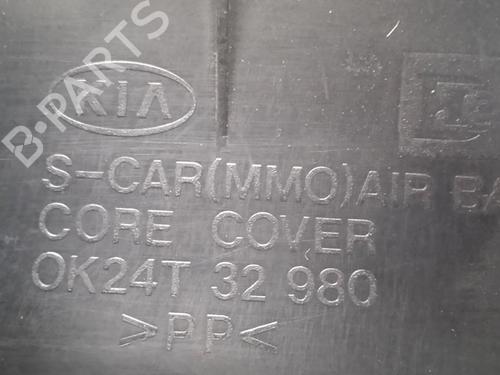 KIA
S-CAR(MMO)AIR BA
CORE COVER
OK24T 32 980
>PP<
B-PARTS